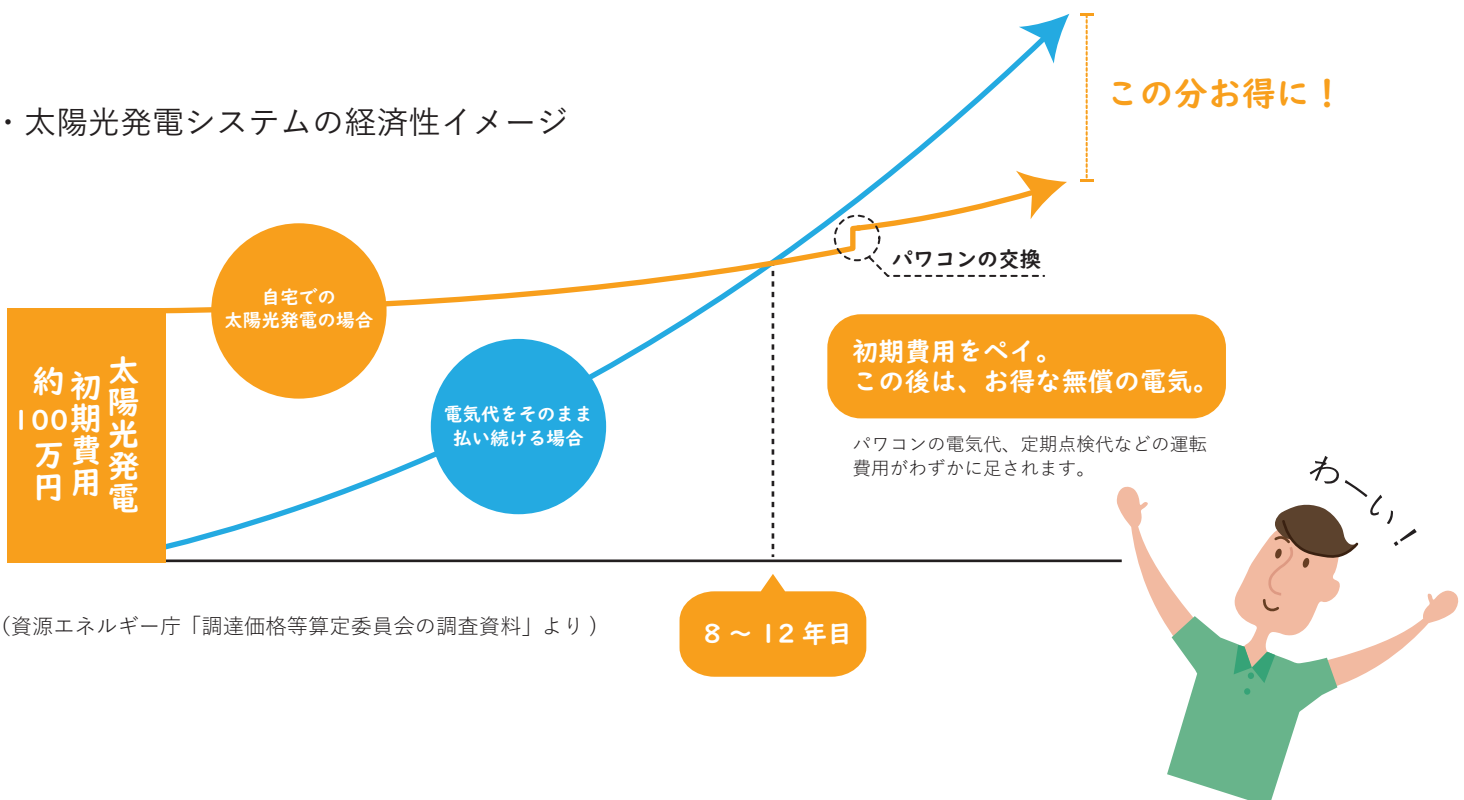 ・太陽光発電システムの経済性イメージ
この分お得に！
パワコンの交換
自宅での
太陽光発電の場合
電気代をそのまま
払い続ける場合
太陽光発電
初期費用
約100万円
初期費用をペイ。
この後は、お得な無償の電気。
パワコンの電気代、定期点検代などの運転
費用がわずかに足されます。
わーい！
8～12年目
(資源エネルギー庁「調達価格等算定委員会の調査資料」より)